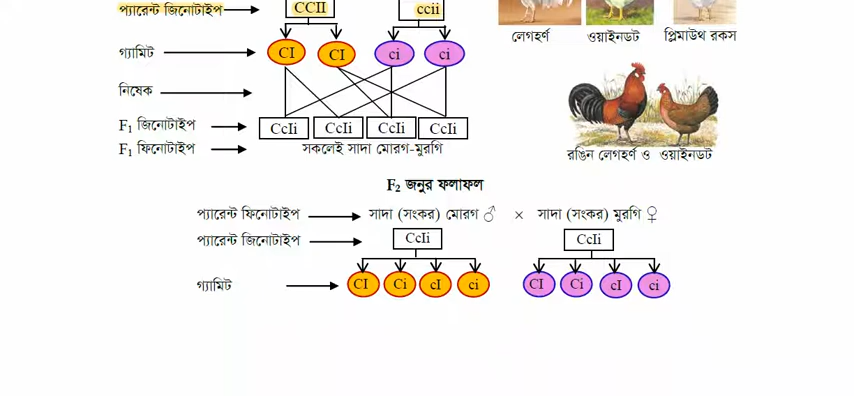 প্যারেন্ট জিনোটাইপ CCII ccii
গ্যামিট CI CI ci ci
লেগহর্ণ ওয়াইনডট প্লিমাউথ রকস
নিষেক
F₁ জিনোটাইপ CcIi CcIi CcIi CcIi
F₁ ফিনোটাইপ সকলেই সাদা মোরগ-মুরগি
রঙিন লেগহর্ণ ও ওয়াইনডট
F₂ জনুর ফলাফল
প্যারেন্ট ফিনোটাইপ সাদা (সংকর) মোরগ ♂ × সাদা (সংকর) মুরগি ♀
প্যারেন্ট জিনোটাইপ CcIi CcIi
গ্যামিট CI Ci cI ci CI Ci cI ci